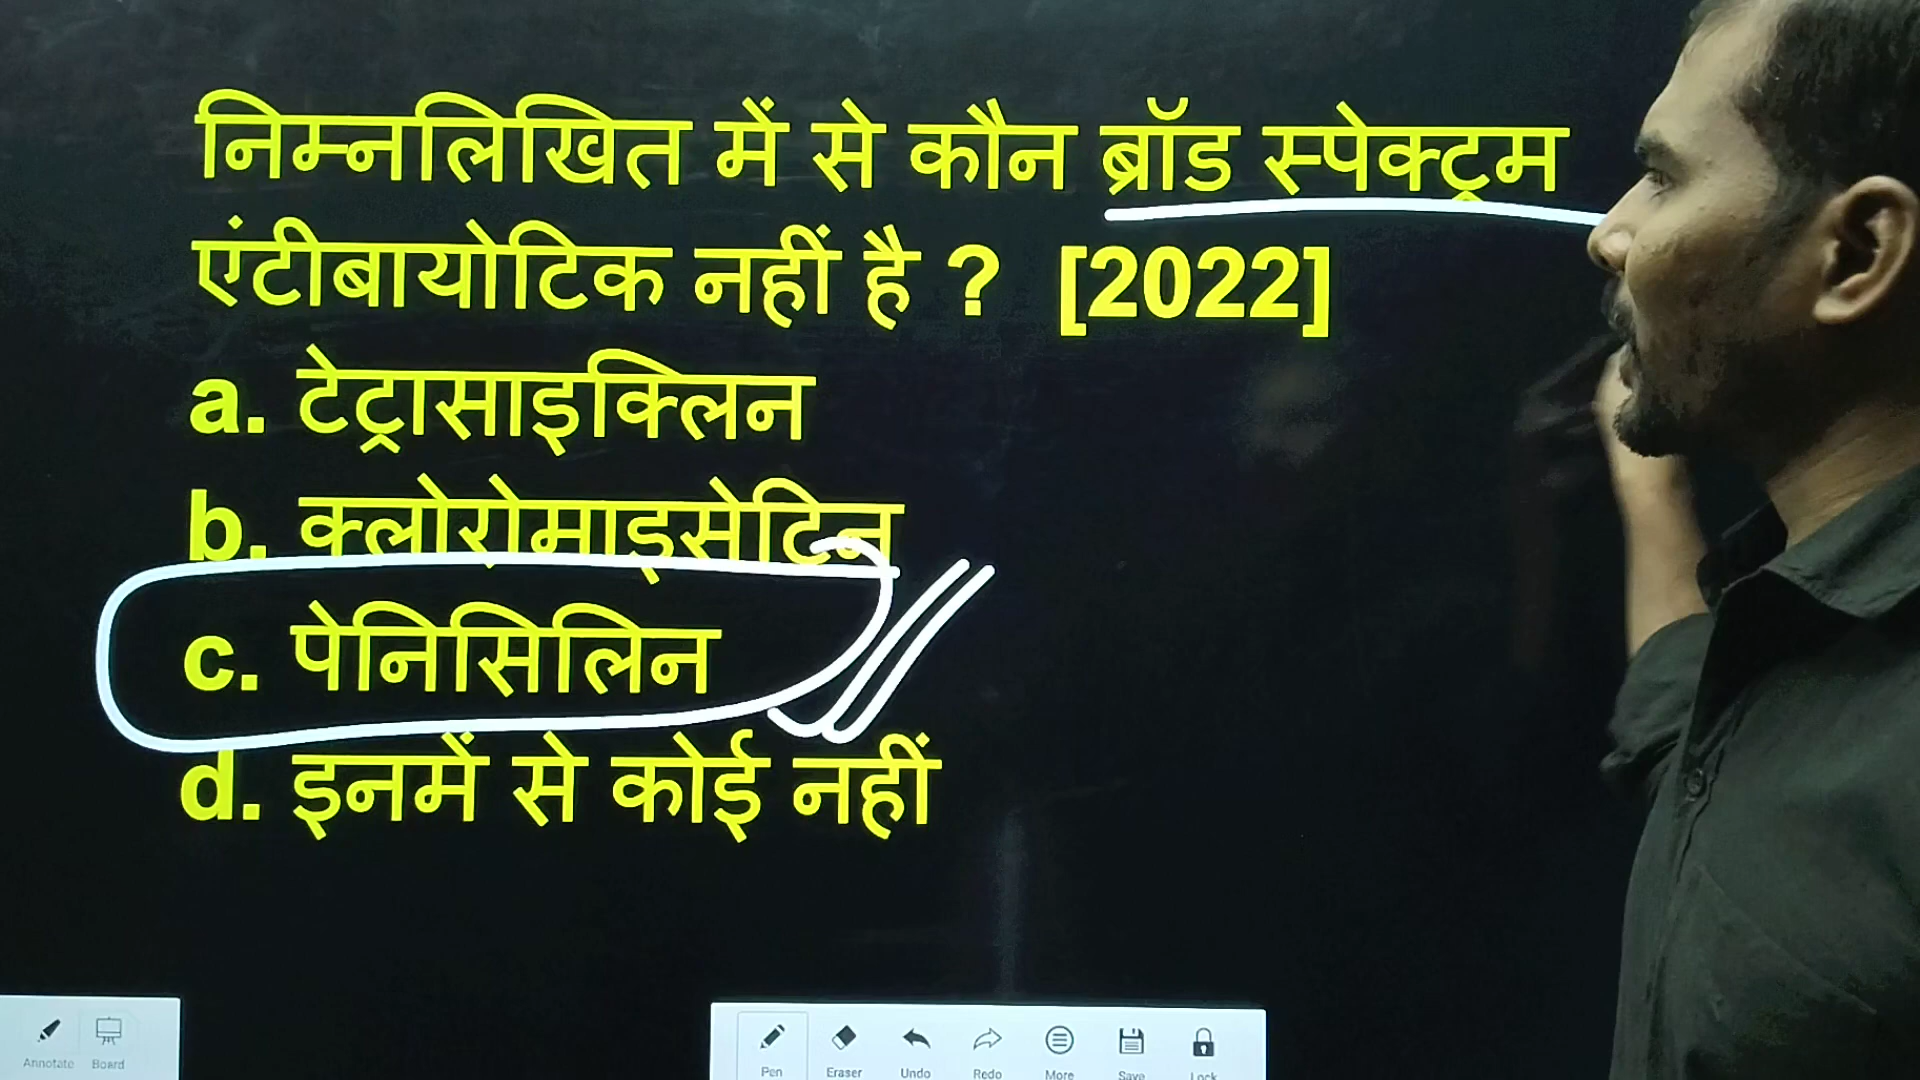 निम्नलिखित में से कौन ब्रॉड स्पेक्ट्रम
एंटीबायोटिक नहीं है ? [2022]
a. टेट्रासाइक्लिन
b. क्लोरोमाइसेटिन
c. पेनिसिलिन
d. इनमें से कोई नहीं
Annotate Board
Pen Eraser Undo Redo More Save Lock